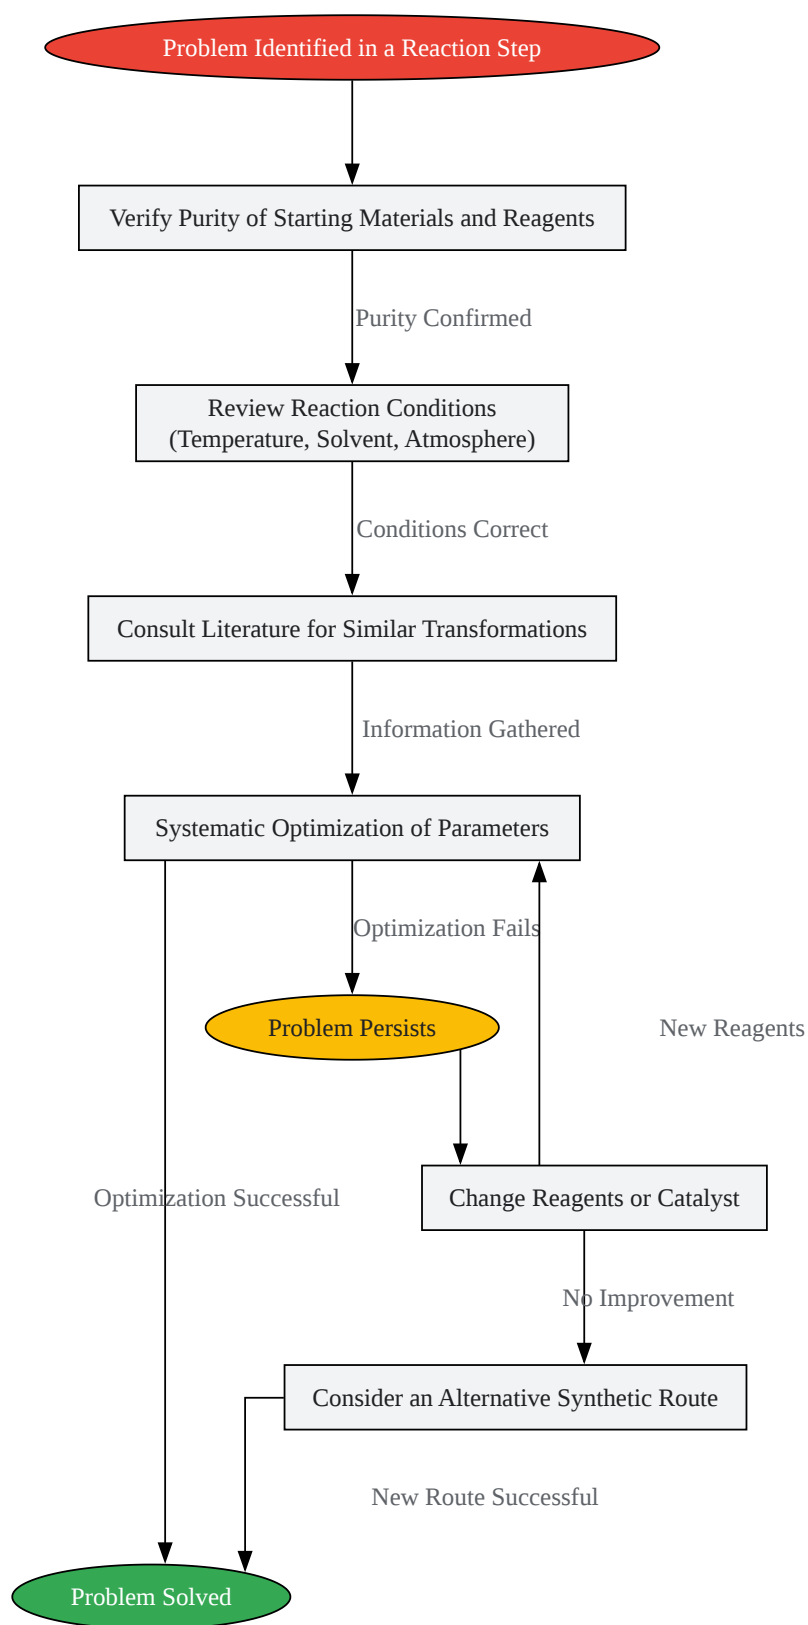 Problem Identified in a Reaction Step
Verify Purity of Starting Materials and Reagents
Purity Confirmed
Review Reaction Conditions
(Temperature, Solvent, Atmosphere)
Conditions Correct
Consult Literature for Similar Transformations
Information Gathered
Systematic Optimization of Parameters
Optimization Fails
Problem Persists
New Reagents
Optimization Successful
Change Reagents or Catalyst
No Improvement
Consider an Alternative Synthetic Route
New Route Successful
Problem Solved